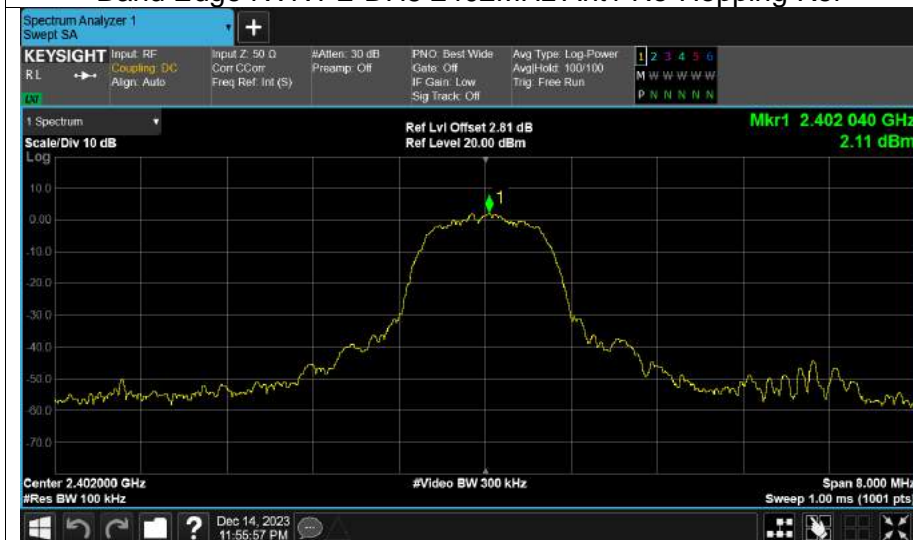 Spectrum Analyzer 1
Swept SA
+
KEYSIGHT
RL
Input: RF
Coupling: DC
Align: Auto
Input Z: 50 Ω
Corr CCorr
Freq Ref: Int (S)
#Atten: 30 dB
Preamp: Off
PNO: Best Wide
Gate: Off
IF Gain: Low
Sig Track: Off
Avg Type: Log-Power
Avg|Hold: 100/100
Trig: Free Run
1 2 3 4 5 6
M W W W W W
P N N N N N
1 Spectrum
Scale/Div 10 dB
Ref Lvl Offset 2.81 dB
Ref Level 20.00 dBm
Mkr1 2.402 040 GHz
2.11 dBm
Log
10.0
0.00
-10.0
-20.0
-30.0
-40.0
-50.0
-60.0
-70.0
1
Center 2.402000 GHz
#Res BW 100 kHz
#Video BW 300 kHz
Span 8.000 MHz
Sweep 1.00 ms (1001 pts)
?
Dec 14, 2023
11:55:57 PM